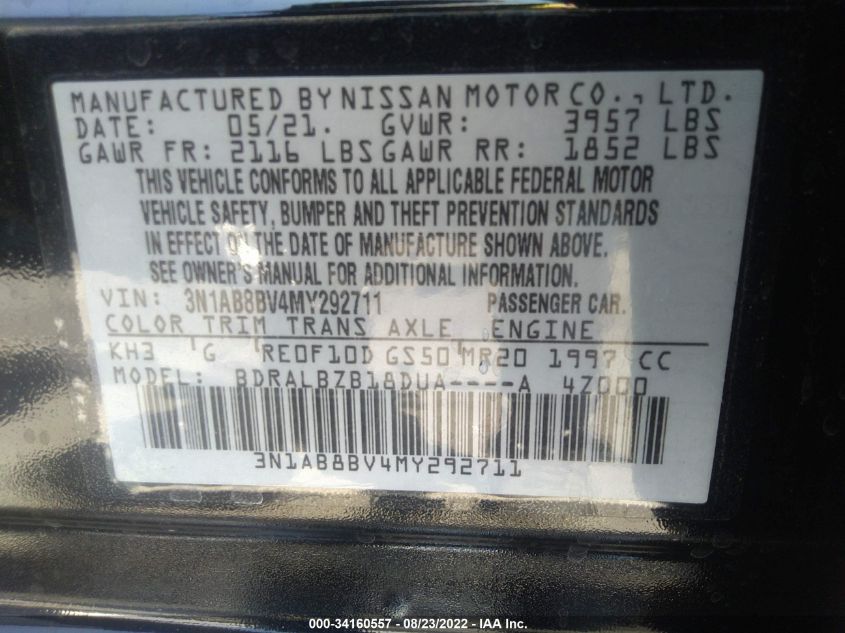 MANUFACTURED BY NISSAN MOTOR CO., LTD.
DATE: 05/21. GVWR: 3957 LBS
GAWR FR: 2116 LBS GAWR RR: 1852 LBS
THIS VEHICLE CONFORMS TO ALL APPLICABLE FEDERAL MOTOR
VEHICLE SAFETY, BUMPER AND THEFT PREVENTION STANDARDS
IN EFFECT ON THE DATE OF MANUFACTURE SHOWN ABOVE.
SEE OWNER'S MANUAL FOR ADDITIONAL INFORMATION.
VIN: 3N1AB8BV4MY292711 PASSENGER CAR.
COLOR TRIM TRANS AXLE ENGINE
KH3 G RE0F10D GS50 MR20 1997 CC
MODEL: BDRALBZB18DUA----A 4Z000
3N1AB8BV4MY292711
000-34160557 - 08/23/2022 - IAA Inc.